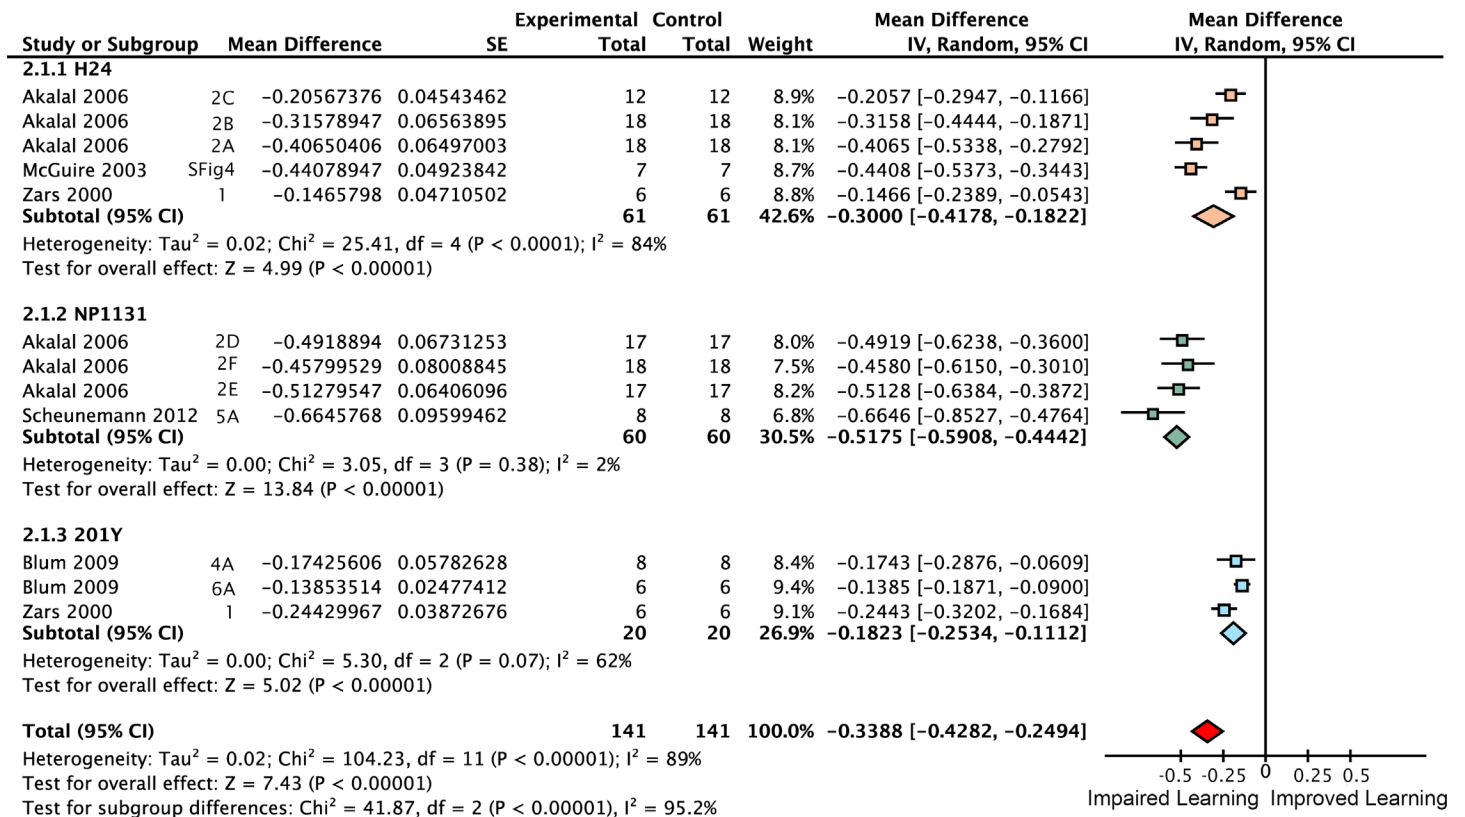 Experimental Control Mean Difference Mean Difference
Study or Subgroup Mean Difference SE Total Total Weight IV, Random, 95% CI IV, Random, 95% CI
2.1.1 H24
Akalal 2006 2C −0.20567376 0.04543462 12 12 8.9% −0.2057 [−0.2947, −0.1166]
Akalal 2006 2B −0.31578947 0.06563895 18 18 8.1% −0.3158 [−0.4444, −0.1871]
Akalal 2006 2A −0.40650406 0.06497003 18 18 8.1% −0.4065 [−0.5338, −0.2792]
McGuire 2003 SFig4 −0.44078947 0.04923842 7 7 8.7% −0.4408 [−0.5373, −0.3443]
Zars 2000 1 −0.1465798 0.04710502 6 6 8.8% −0.1466 [−0.2389, −0.0543]
Subtotal (95% CI) 61 61 42.6% −0.3000 [−0.4178, −0.1822]
Heterogeneity: Tau² = 0.02; Chi² = 25.41, df = 4 (P < 0.0001); I² = 84%
Test for overall effect: Z = 4.99 (P < 0.00001)
2.1.2 NP1131
Akalal 2006 2D −0.4918894 0.06731253 17 17 8.0% −0.4919 [−0.6238, −0.3600]
Akalal 2006 2F −0.45799529 0.08008845 18 18 7.5% −0.4580 [−0.6150, −0.3010]
Akalal 2006 2E −0.51279547 0.06406096 17 17 8.2% −0.5128 [−0.6384, −0.3872]
Scheunemann 2012 5A −0.6645768 0.09599462 8 8 6.8% −0.6646 [−0.8527, −0.4764]
Subtotal (95% CI) 60 60 30.5% −0.5175 [−0.5908, −0.4442]
Heterogeneity: Tau² = 0.00; Chi² = 3.05, df = 3 (P = 0.38); I² = 2%
Test for overall effect: Z = 13.84 (P < 0.00001)
2.1.3 201Y
Blum 2009 4A −0.17425606 0.05782628 8 8 8.4% −0.1743 [−0.2876, −0.0609]
Blum 2009 6A −0.13853514 0.02477412 6 6 9.4% −0.1385 [−0.1871, −0.0900]
Zars 2000 1 −0.24429967 0.03872676 6 6 9.1% −0.2443 [−0.3202, −0.1684]
Subtotal (95% CI) 20 20 26.9% −0.1823 [−0.2534, −0.1112]
Heterogeneity: Tau² = 0.00; Chi² = 5.30, df = 2 (P = 0.07); I² = 62%
Test for overall effect: Z = 5.02 (P < 0.00001)
Total (95% CI) 141 141 100.0% −0.3388 [−0.4282, −0.2494]
Heterogeneity: Tau² = 0.02; Chi² = 104.23, df = 11 (P < 0.00001); I² = 89%
Test for overall effect: Z = 7.43 (P < 0.00001)
Test for subgroup differences: Chi² = 41.87, df = 2 (P < 0.00001), I² = 95.2%
-0.5 -0.25 0 0.25 0.5
Impaired Learning Improved Learning